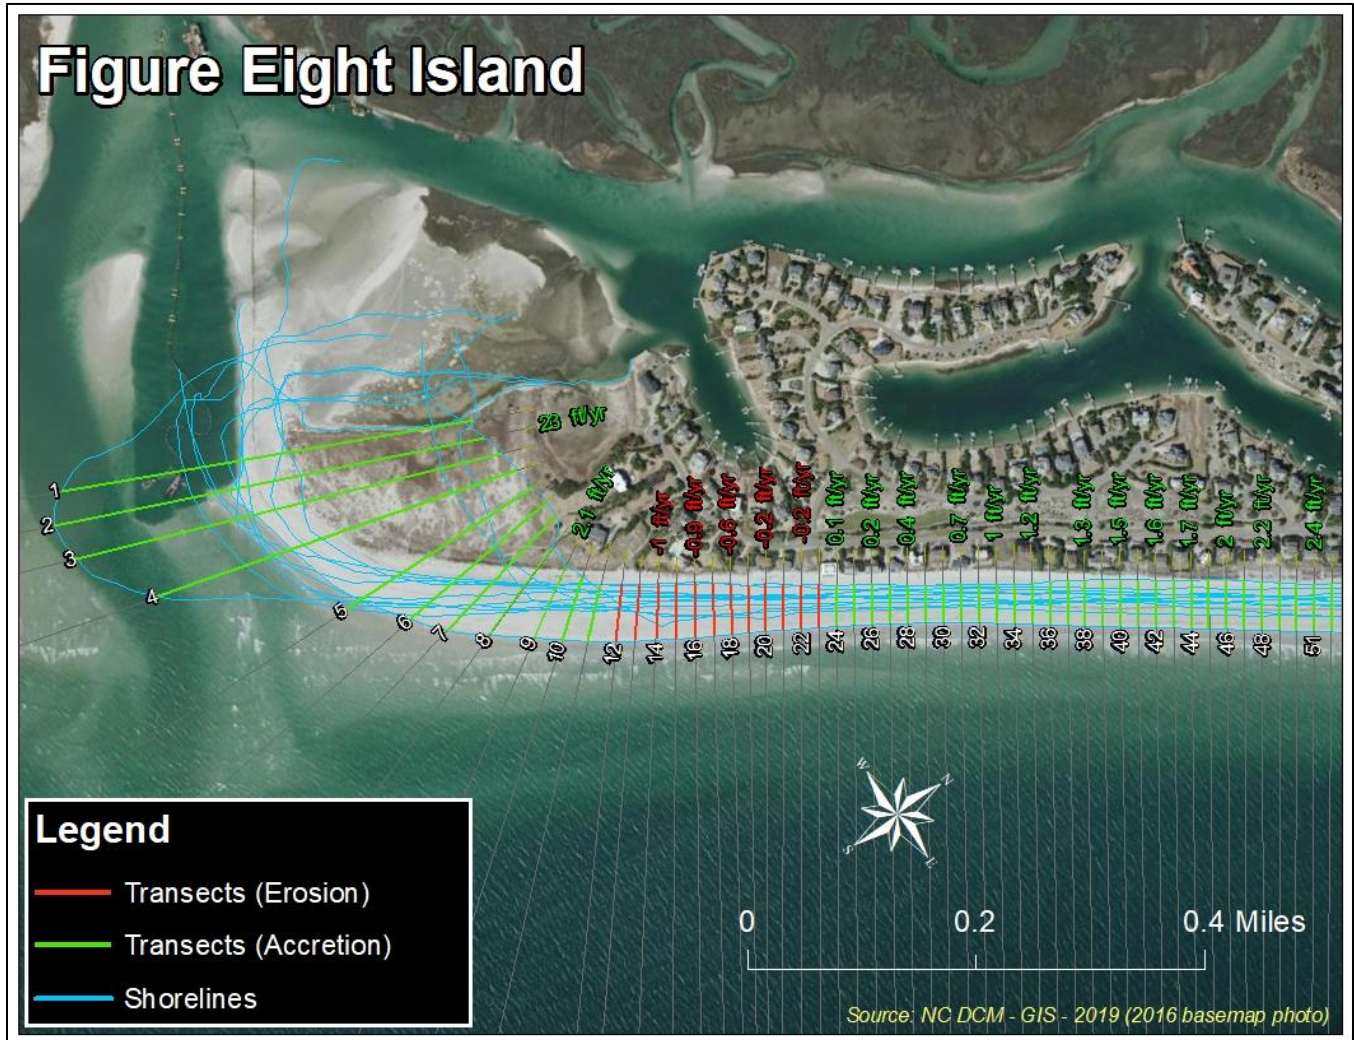 Figure Eight Island
23 ft/yr
2.1 ft/yr
-1 ft/yr
-0.9 ft/yr
-0.6 ft/yr
-0.2 ft/yr
-0.2 ft/yr
0.1 ft/yr
0.2 ft/yr
0.4 ft/yr
0.7 ft/yr
1 ft/yr
1.2 ft/yr
1.3 ft/yr
1.5 ft/yr
1.6 ft/yr
1.7 ft/yr
2 ft/yr
2.2 ft/yr
2.4 ft/yr
1
2
3
4
5
6
7
8
9
10
12
14
16
18
20
22
24
26
28
30
32
34
36
38
40
42
44
46
48
51
W
N
S
E
Legend
Transects (Erosion)
Transects (Accretion)
Shorelines
0 0.2 0.4 Miles
Source: NC DCM - GIS - 2019 (2016 basemap photo)